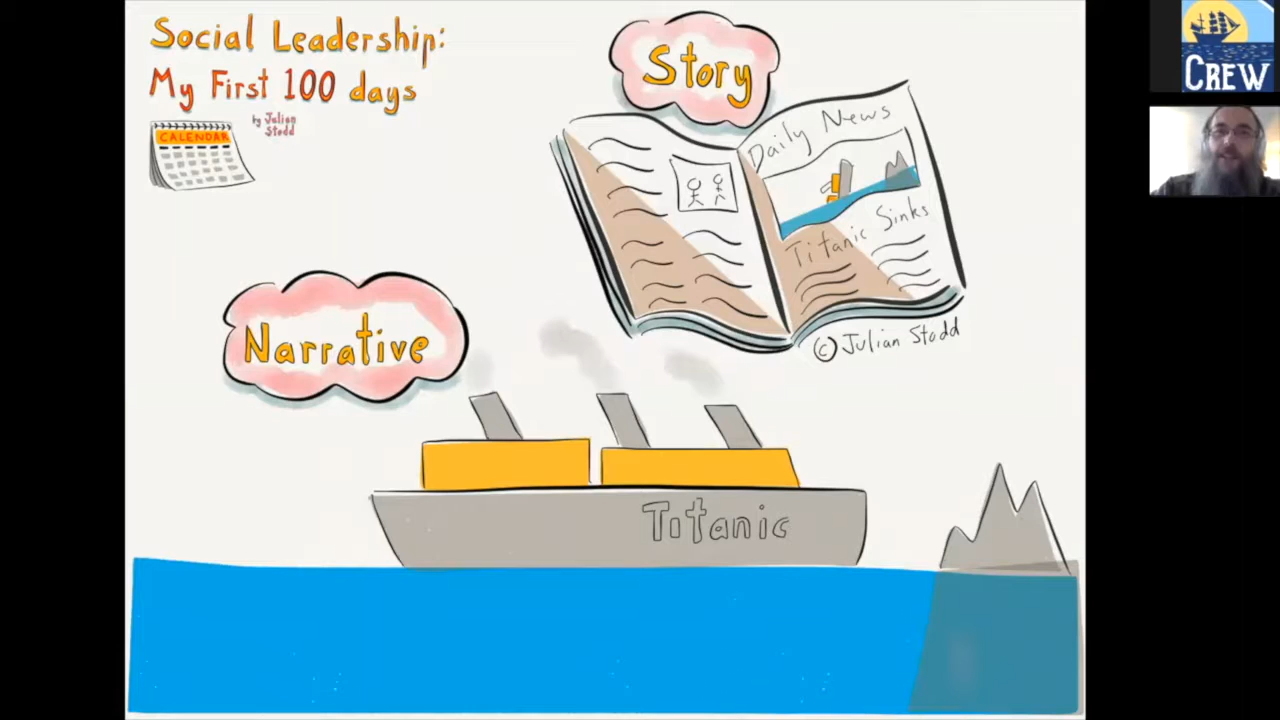 Social Leadership:
My First 100 days
by Julian
Stodd
CALENDAR
Story
Daily News
Titanic Sinks
© Julian Stodd
Narrative
Titanic
CREW